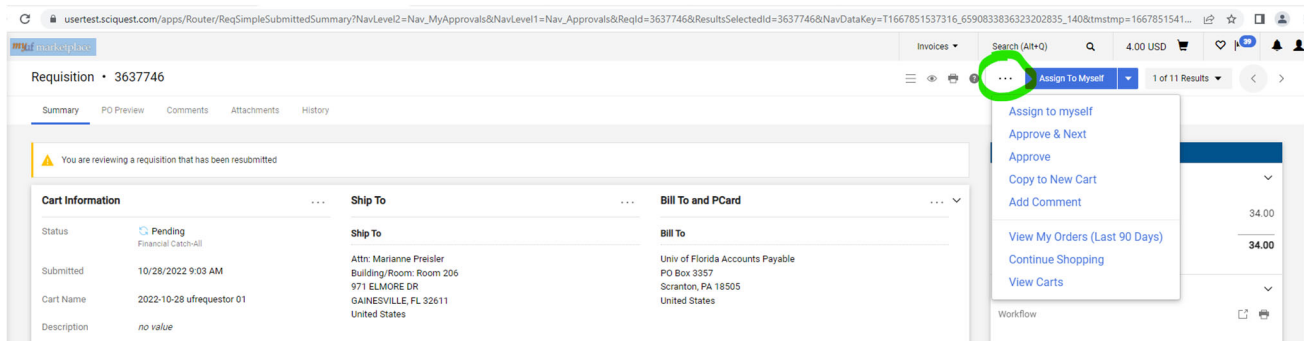 usertest.sciquest.com/apps/Router/ReqSimpleSubmittedSummary?NavLevel2=Nav_MyApprovals&NavLevel1=Nav_Approvals&ReqId=3637746&ResultsSelectedId=3637746&NavDataKey=T1667851537316_6590833836323202835_140&tmstmp=1667851541...
myuf marketplace
Invoices
Search (Alt+Q)
4.00 USD
39
Requisition • 3637746
...
Assign To Myself
1 of 11 Results
Summary
PO Preview
Comments
Attachments
History
Assign to myself
Approve & Next
Approve
Copy to New Cart
Add Comment
View My Orders (Last 90 Days)
Continue Shopping
View Carts
You are reviewing a requisition that has been resubmitted
Cart Information ...
Status
Pending
Financial Catch-All
Submitted
10/28/2022 9:03 AM
Cart Name
2022-10-28 ufrequestor 01
Description
no value
Ship To ...
Ship To
Attn: Marianne Preisler
Building/Room: Room 206
971 ELMORE DR
GAINESVILLE, FL 32611
United States
Bill To and PCard ...
Bill To
Univ of Florida Accounts Payable
PO Box 3357
Scranton, PA 18505
United States
34.00
34.00
Workflow